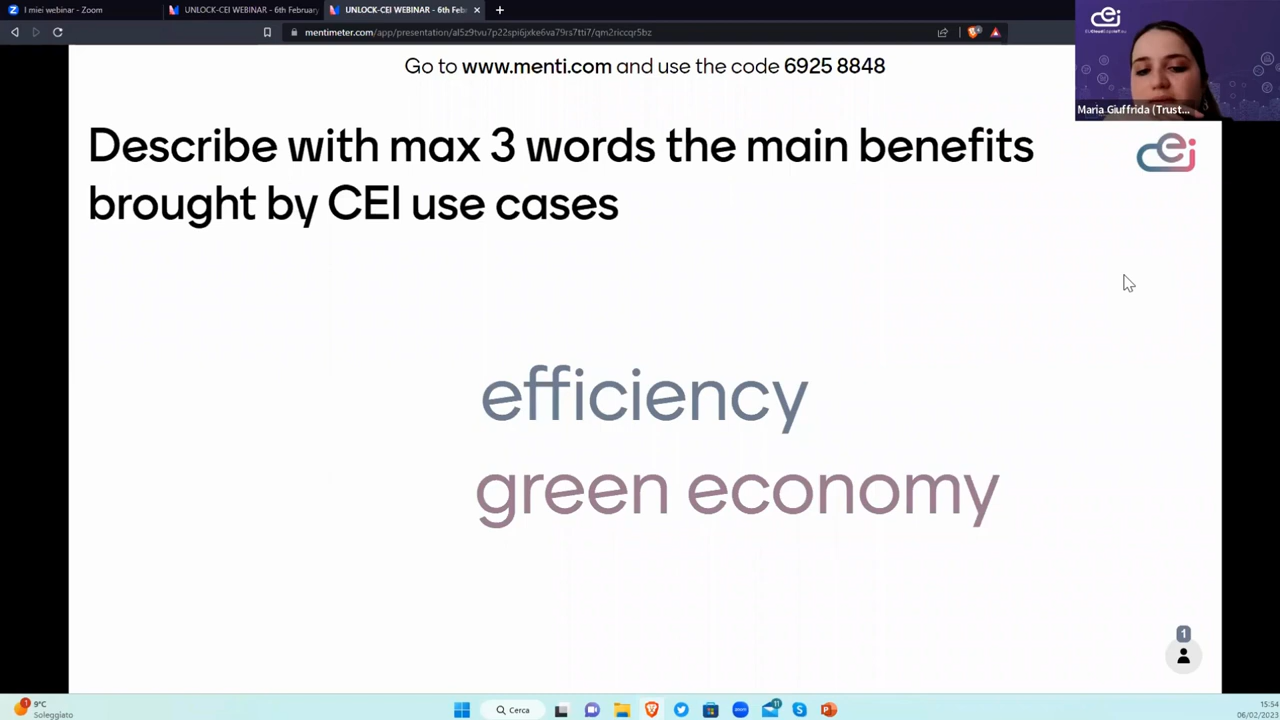 I miei webinar - Zoom
UNLOCK-CEI WEBINAR - 6th February
UNLOCK-CEI WEBINAR - 6th Feb
mentimeter.com/app/presentation/al5z9tvu7p22spi6jxke6va79rs7tti7/qm2riccqr5bz
Go to www.menti.com and use the code 6925 8848
cei
Maria Giuffrida (Trust...
Describe with max 3 words the main benefits
brought by CEI use cases
cei
efficiency
green economy
1
1
9°C
Soleggiato
Cerca
11
15:54
06/02/2023